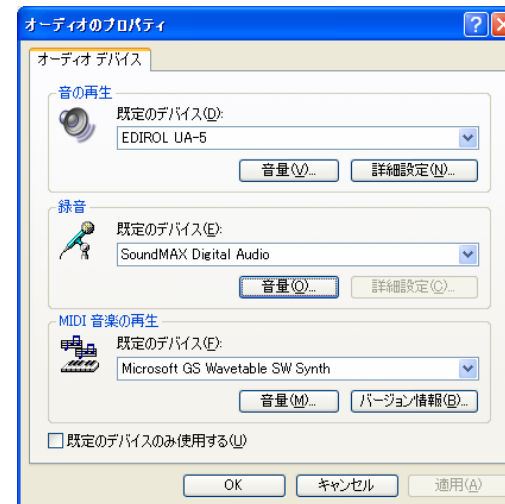 オーディオのプロパティ
オーディオ デバイス
音の再生
既定のデバイス(D):
EDIROL UA-5
音量(V)... 詳細設定(N)...
録音
既定のデバイス(E):
SoundMAX Digital Audio
音量(O)... 詳細設定(C)...
MIDI 音楽の再生
既定のデバイス(F):
Microsoft GS Wavetable SW Synth
音量(M)... バージョン情報(B)...
既定のデバイスのみ使用する(U)
OK キャンセル 適用(A)